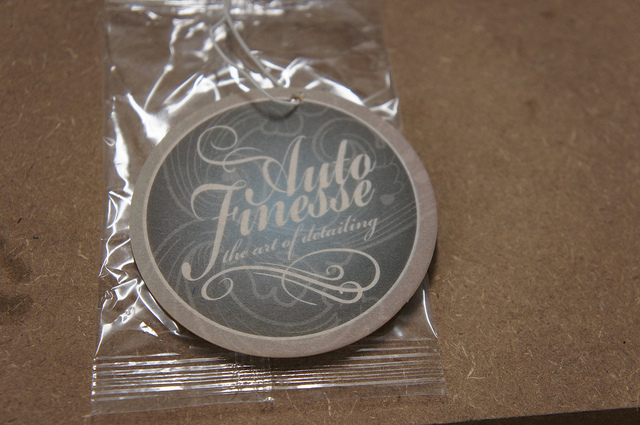 Auto
Finesse
the art of detailing